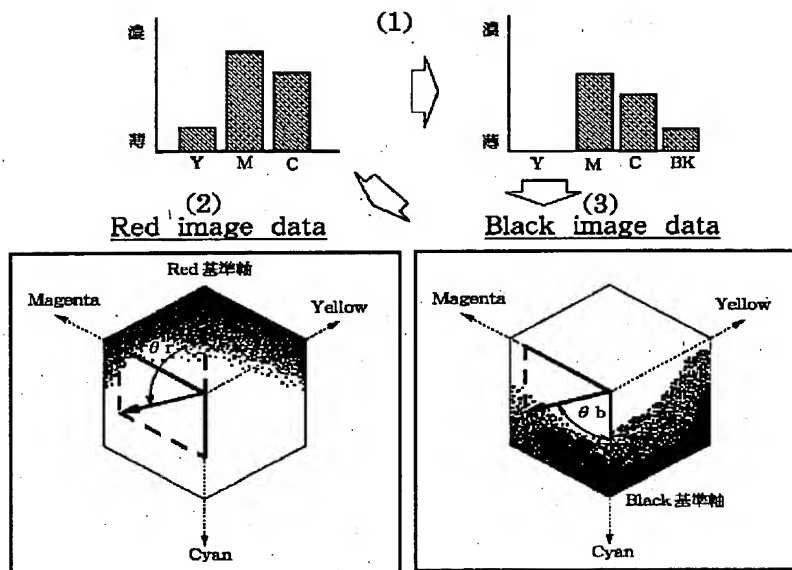 (1)
濃
薄
Y M C
濃
薄
Y M C BK
(2)
Red image data
(3)
Black image data
Red 基準軸
Magenta
Yellow
θ r
Cyan
Magenta
Yellow
θ b
Black 基準軸
Cyan